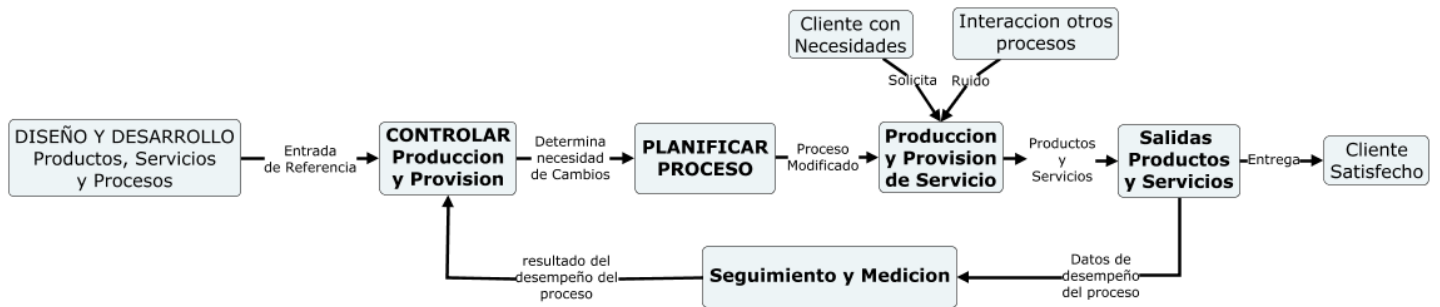 Cliente con
Necesidades
Interaccion otros
procesos
Solicita
Ruido
DISEÑO Y DESARROLLO
Productos, Servicios
y Procesos
Entrada
de Referencia
CONTROLAR
Produccion
y Provision
Determina
necesidad
de Cambios
PLANIFICAR
PROCESO
Proceso
Modificado
Produccion
y Provision
de Servicio
Productos
y
Servicios
Salidas
Productos
y Servicios
Entrega
Cliente
Satisfecho
resultado del
desempeño del
proceso
Seguimiento y Medicion
Datos de
desempeño
del proceso